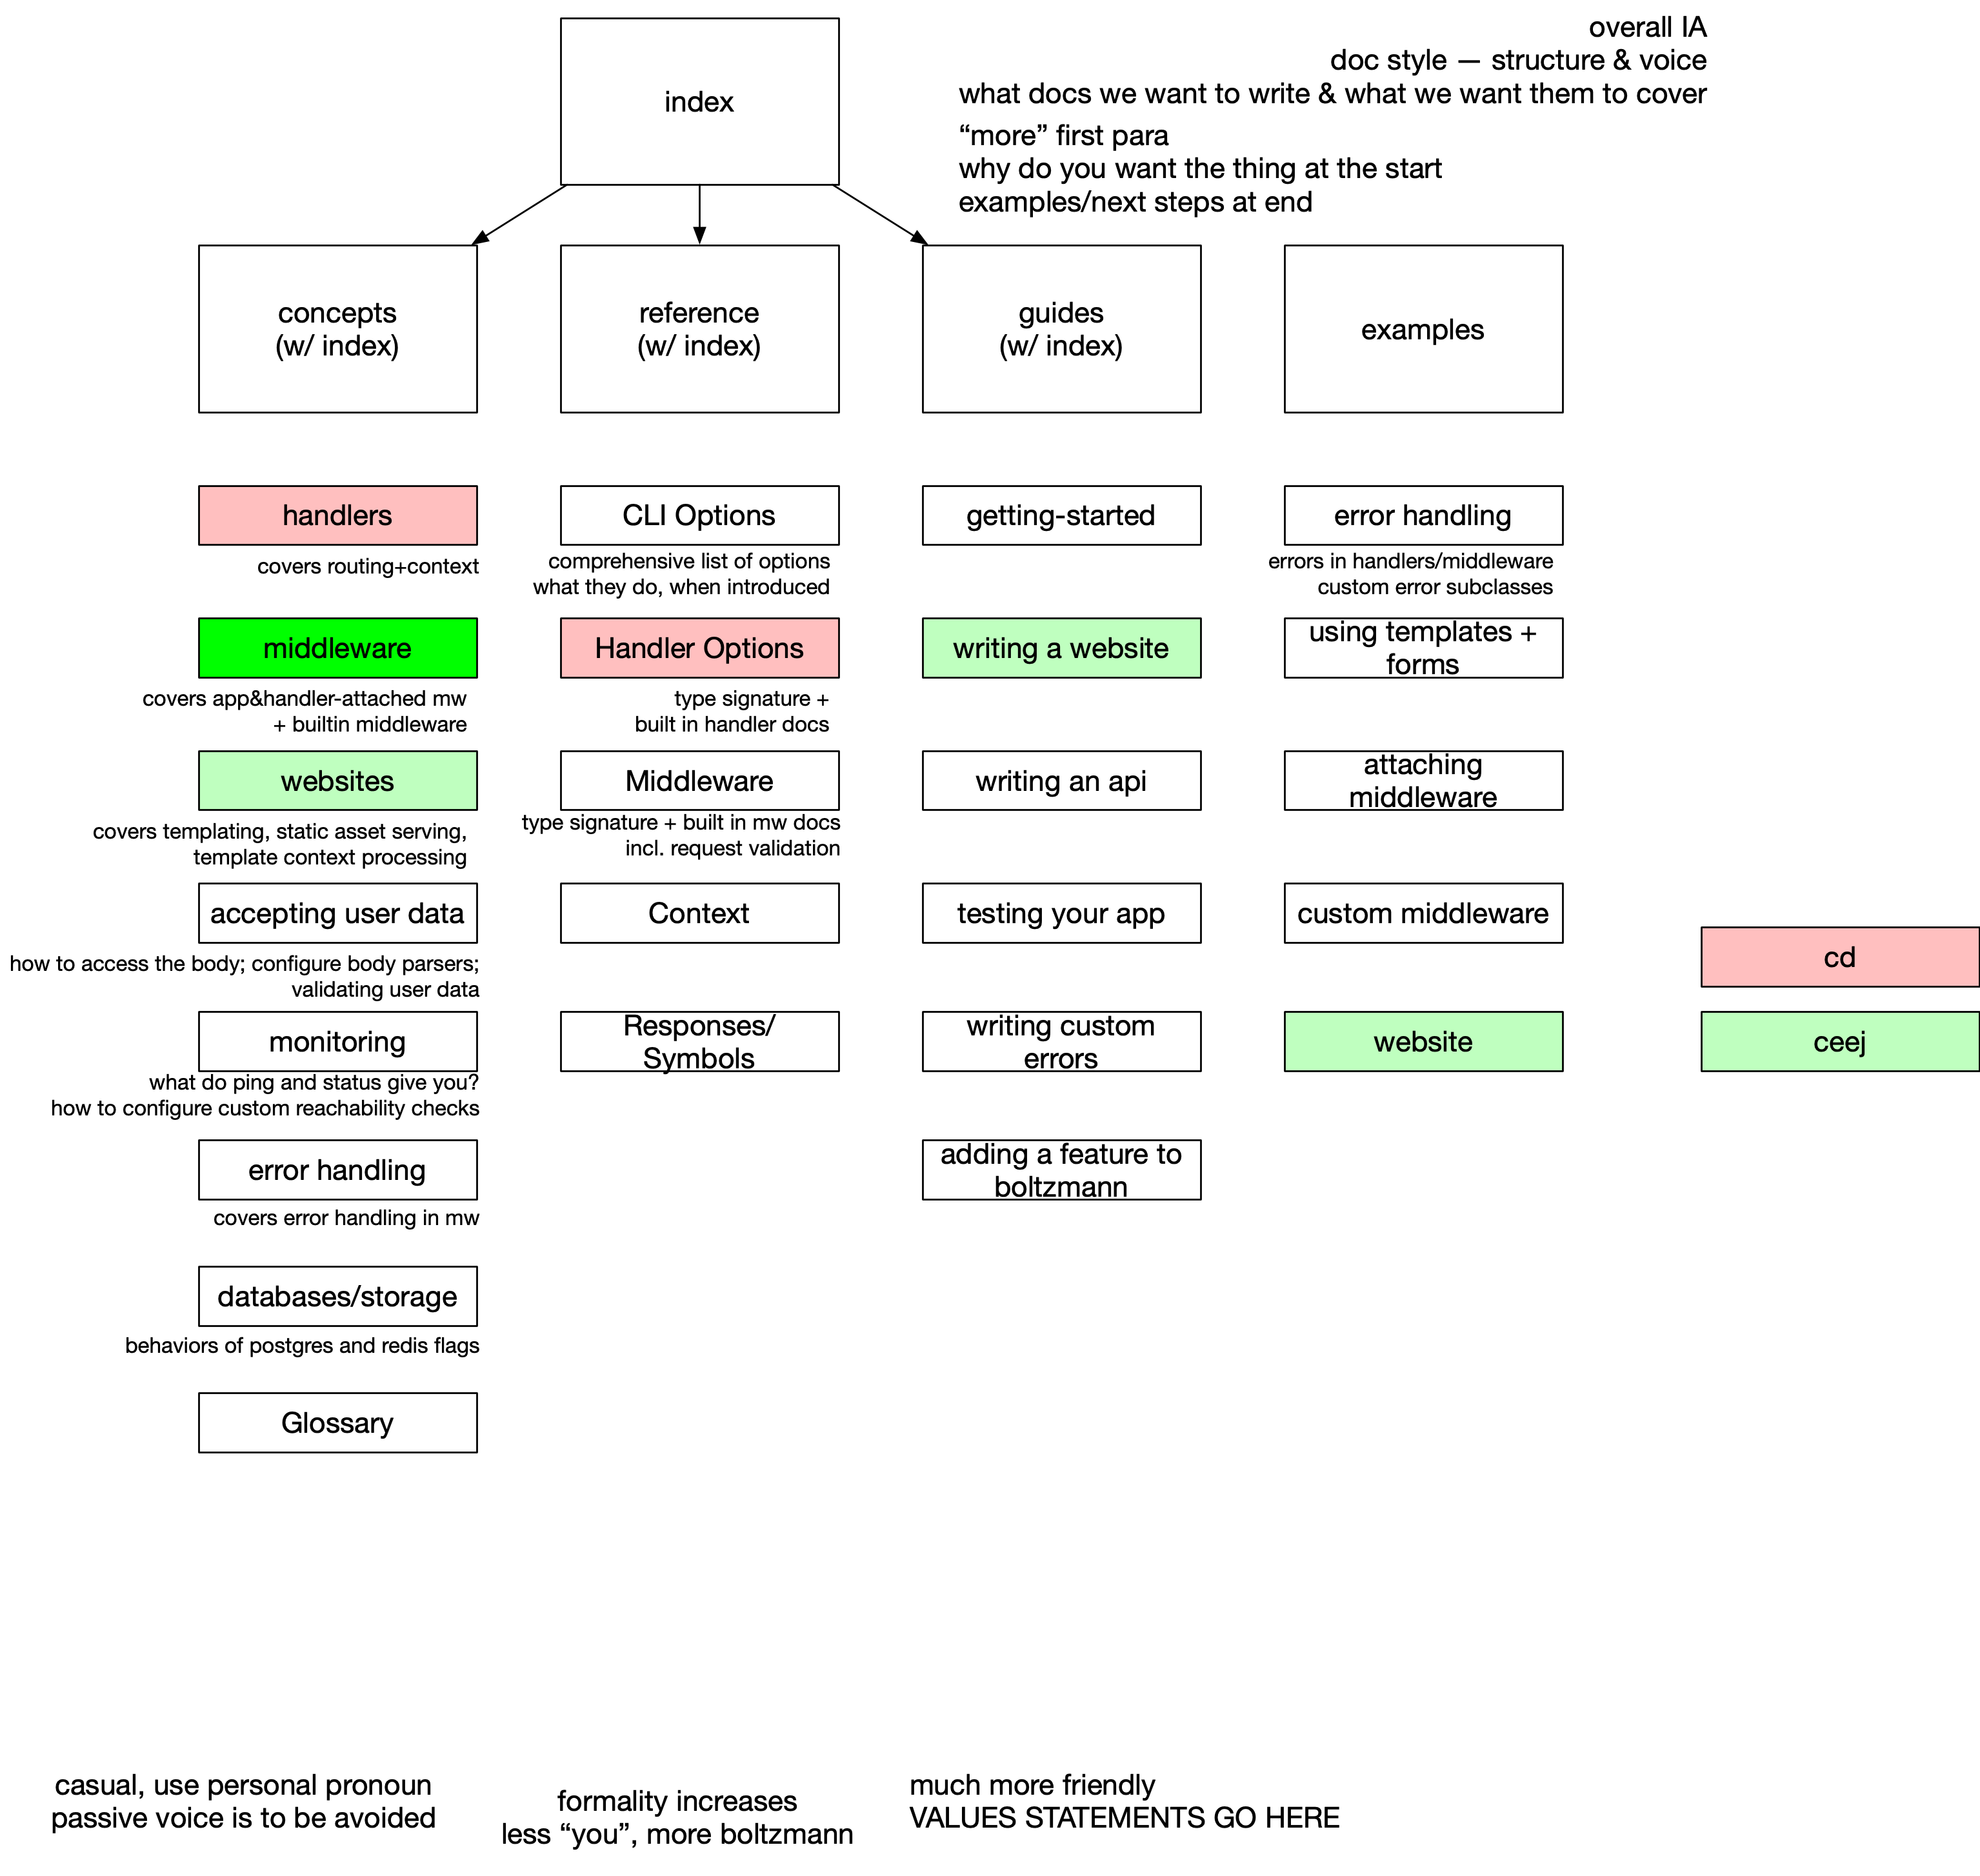 index
overall IA
doc style — structure & voice
what docs we want to write & what we want them to cover
“more” first para
why do you want the thing at the start
examples/next steps at end
concepts
(w/ index)
reference
(w/ index)
guides
(w/ index)
examples
handlers
covers routing+context
middleware
covers app&handler-attached mw
+ builtin middleware
websites
covers templating, static asset serving,
template context processing
accepting user data
how to access the body; configure body parsers;
validating user data
monitoring
what do ping and status give you?
how to configure custom reachability checks
error handling
covers error handling in mw
databases/storage
behaviors of postgres and redis flags
Glossary
CLI Options
comprehensive list of options
what they do, when introduced
Handler Options
type signature +
built in handler docs
Middleware
type signature + built in mw docs
incl. request validation
Context
Responses/
Symbols
getting-started
writing a website
writing an api
testing your app
writing custom
errors
adding a feature to
boltzmann
error handling
errors in handlers/middleware
custom error subclasses
using templates +
forms
attaching
middleware
custom middleware
website
cd
ceej
casual, use personal pronoun
passive voice is to be avoided
formality increases
less “you”, more boltzmann
much more friendly
VALUES STATEMENTS GO HERE